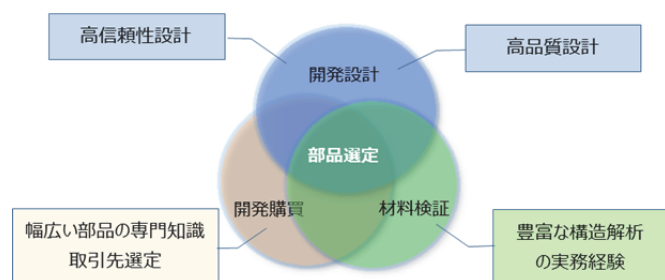 高信頼性設計
高品質設計
開発設計
部品選定
開発購買
材料検証
幅広い部品の専門知識
取引先選定
豊富な構造解析
の実務経験